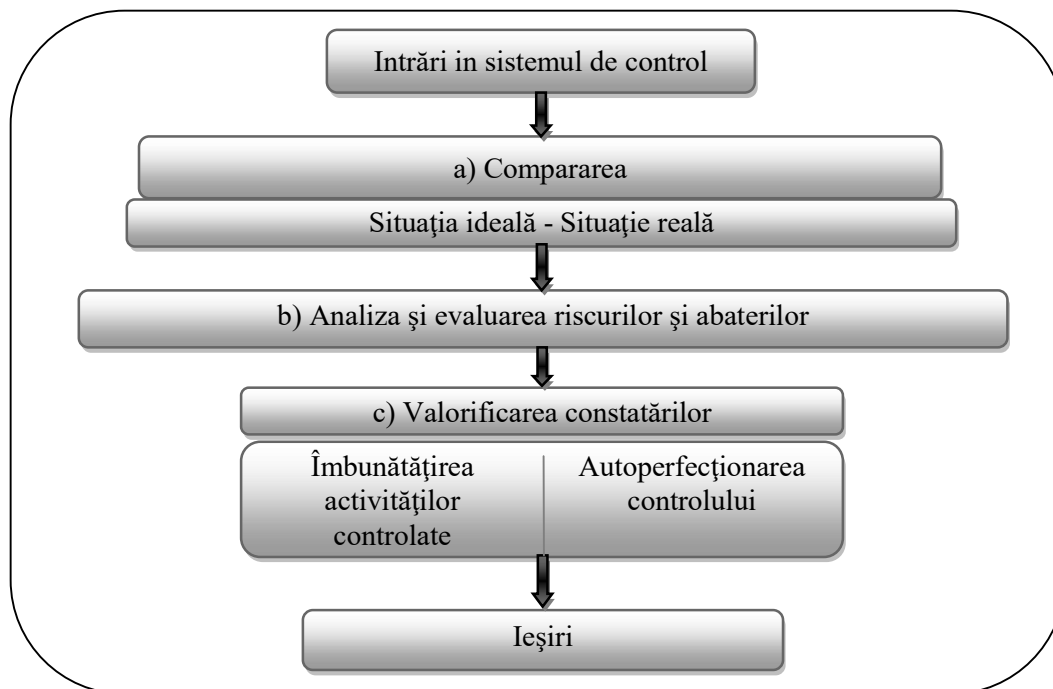 Intrări in sistemul de control
a) Compararea
Situaţia ideală - Situaţie reală
b) Analiza şi evaluarea riscurilor şi abaterilor
c) Valorificarea constatărilor
Îmbunătăţirea
activităţilor
controlate
Autoperfecţionarea
controlului
Ieşiri